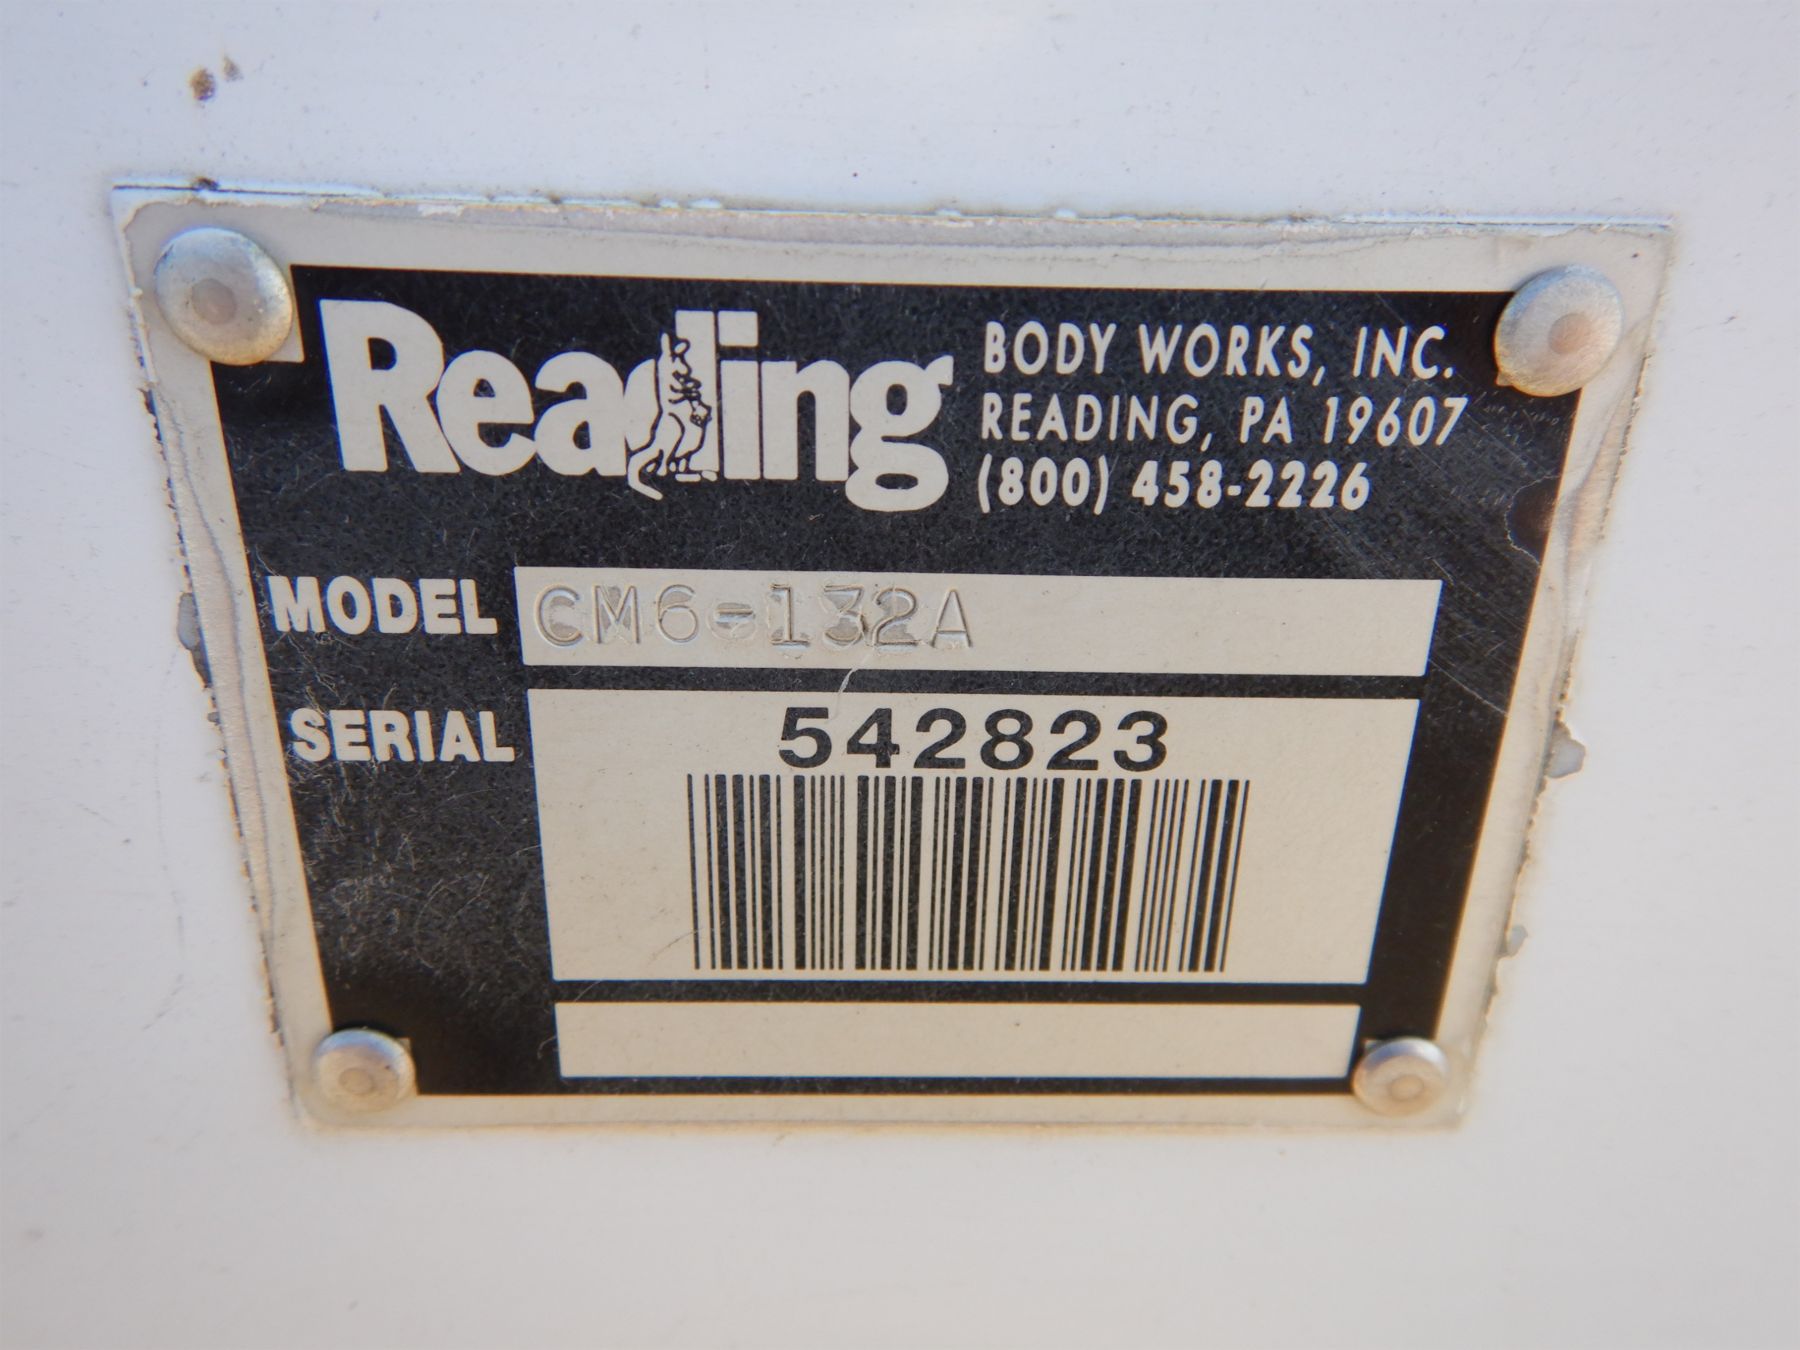 Reading
BODY WORKS, INC.
READING, PA 19607
(800) 458-2226
MODEL CM6-132A
SERIAL 542823